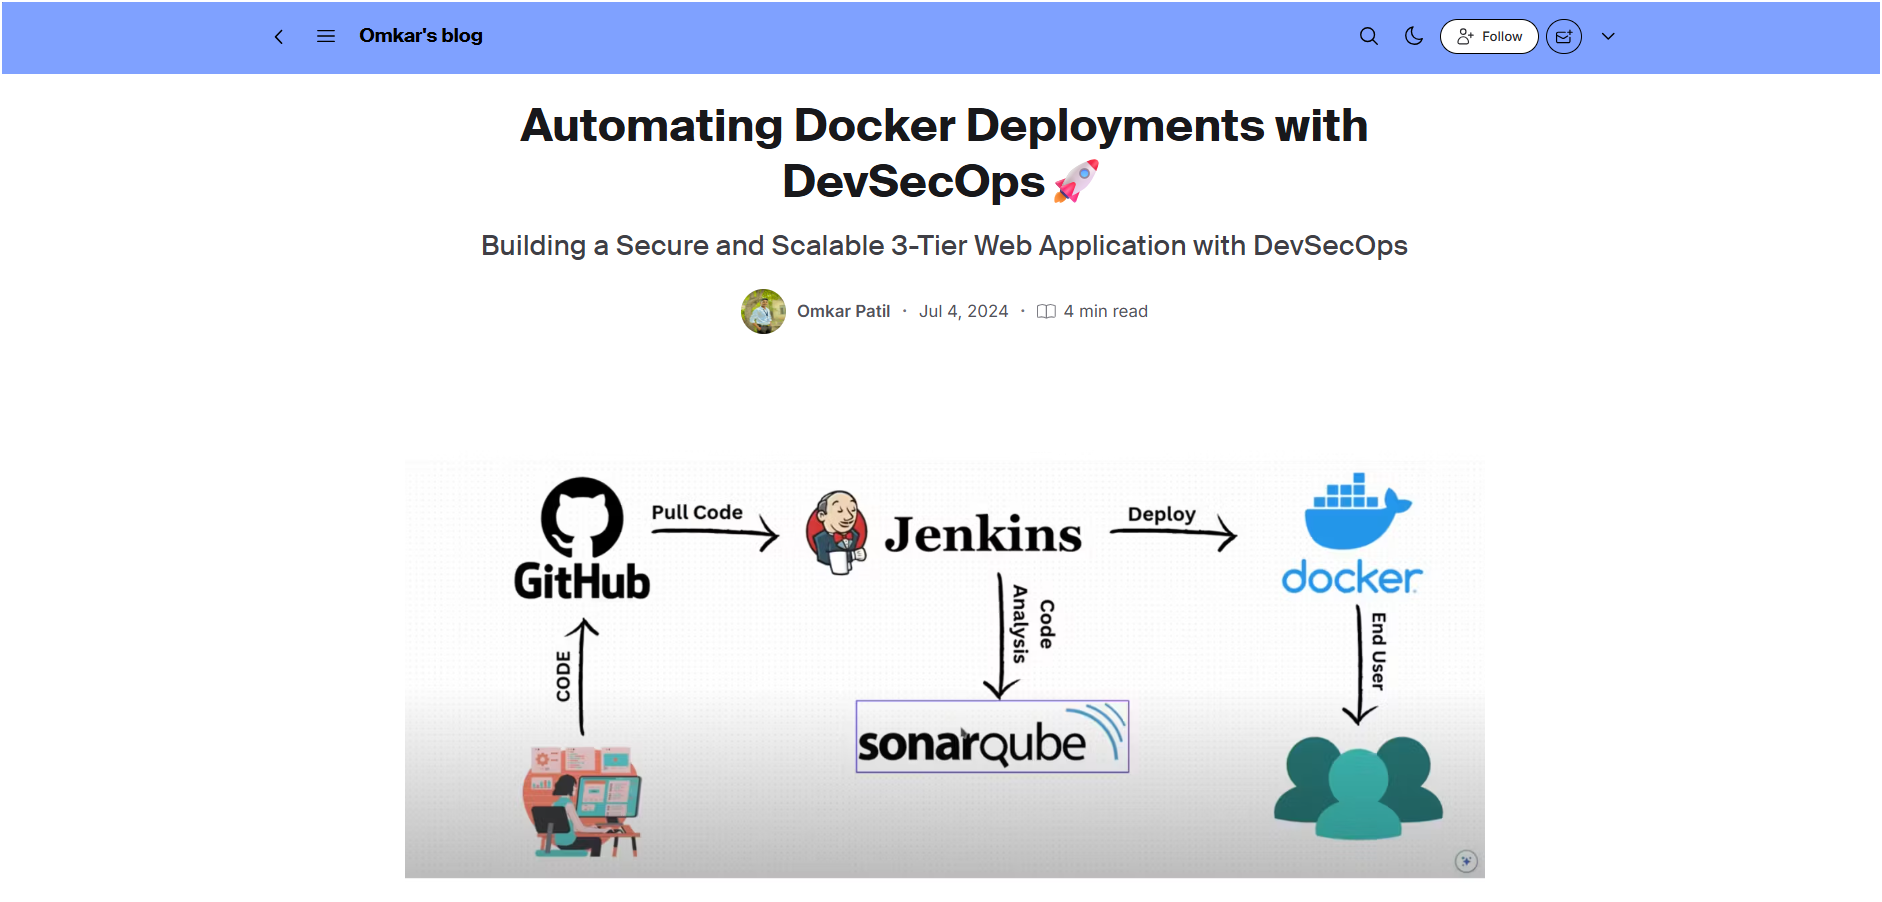 Omkar's blog
Follow
Automating Docker Deployments with
DevSecOps
Building a Secure and Scalable 3-Tier Web Application with DevSecOps
Omkar Patil · Jul 4, 2024 · 4 min read
GitHub
Pull Code
Jenkins
Deploy
docker
CODE
Code
Analysis
End User
sonarqube